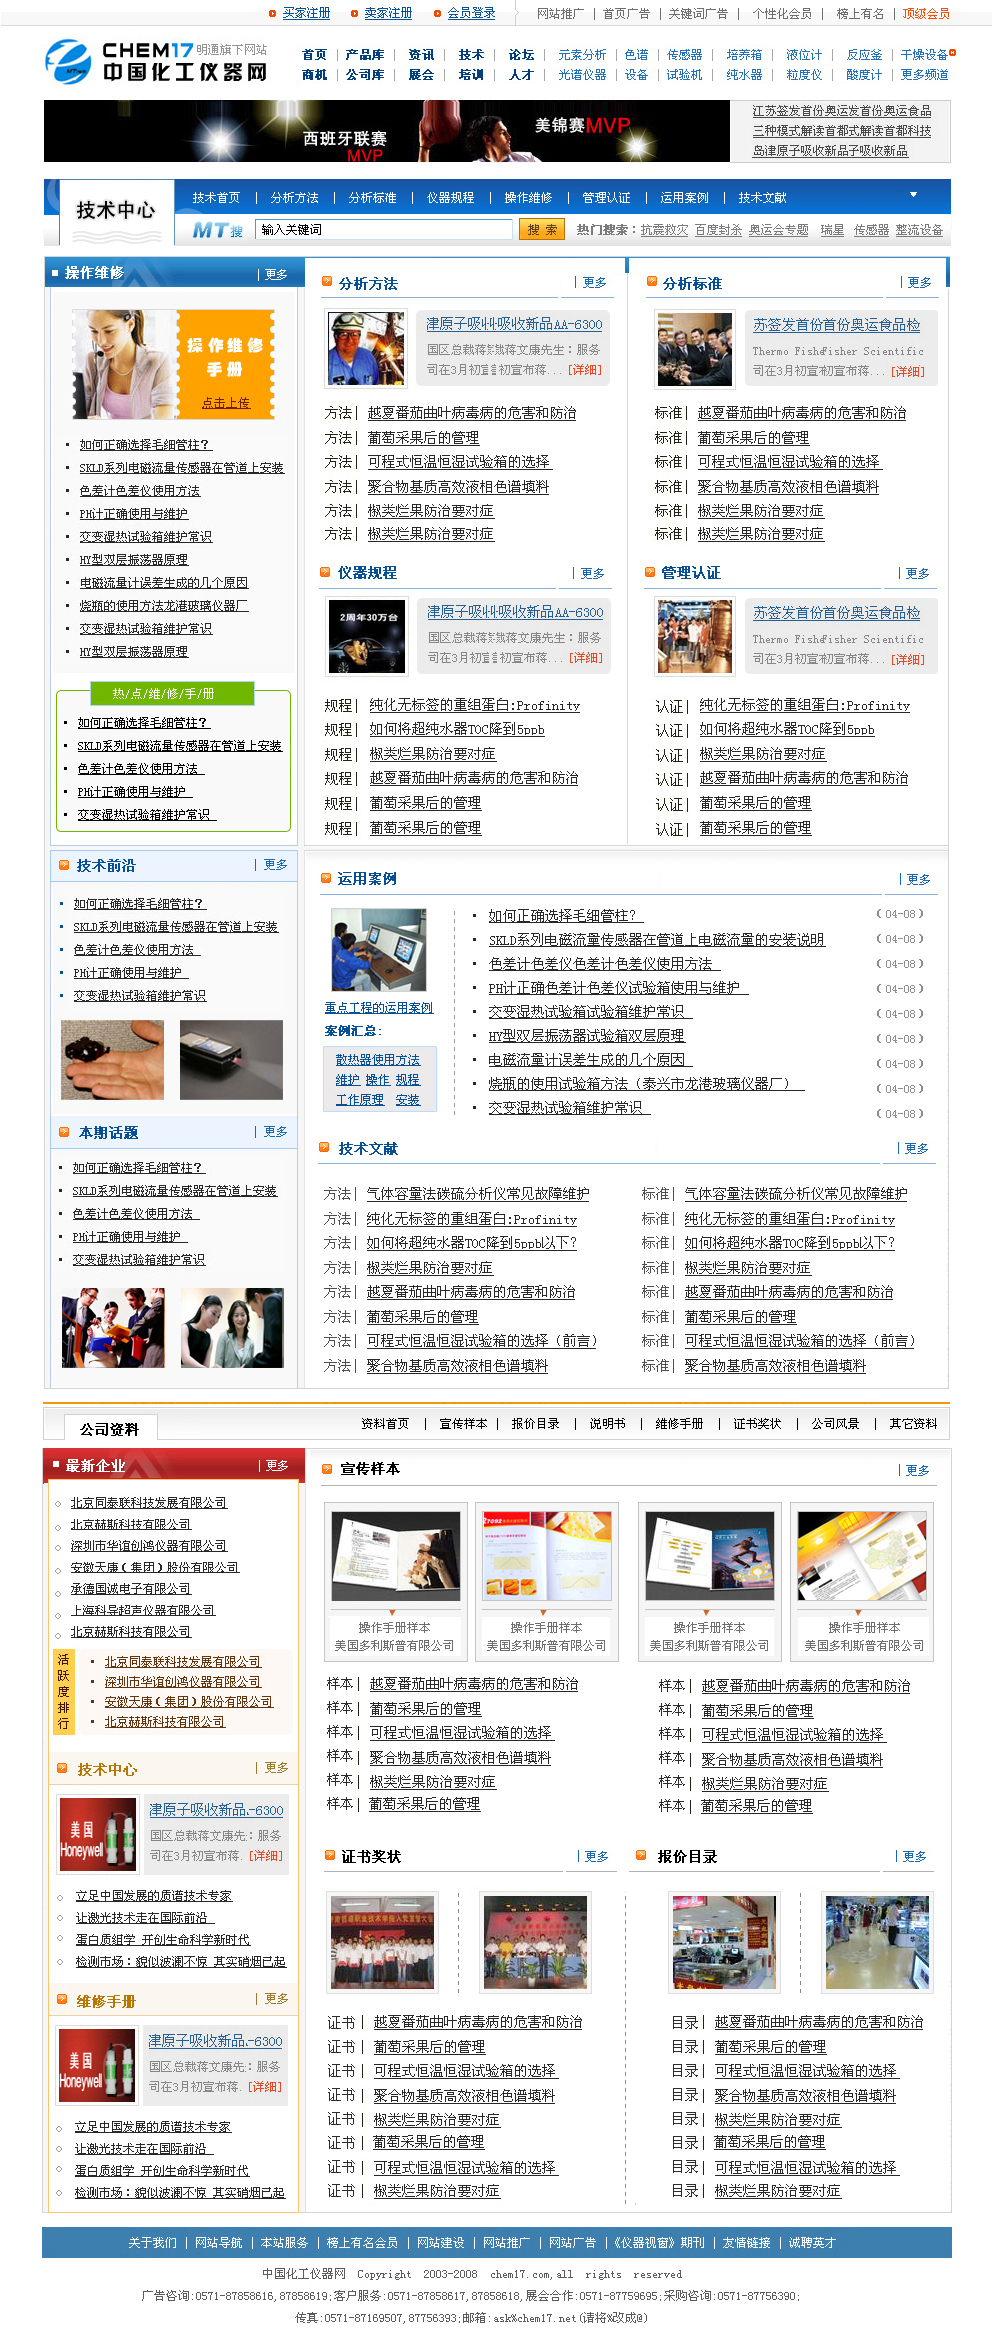 买家注册 卖家注册 会员登录 网站推广 | 首页广告 | 关键词广告 | 个性化会员 | 榜上有名 | 顶级会员
CHEM17 明通旗下网站
中国化工仪器网
首页 | 产品库 | 资讯 | 技术 | 论坛 | 元素分析 | 色谱 | 传感器 | 培养箱 | 液位计 | 反应釜 | 干燥设备
商机 | 公司库 | 展会 | 培训 | 人才 | 光谱仪器 | 设备 | 试验机 | 纯水器 | 粒度仪 | 酸度计 | 更多频道
西班牙联赛
MVP
美锦赛MVP
江苏签发首份奥运发首份奥运食品
三种模式解读首都式解读首都科技
岛津原子吸收新品子吸收新品
技术中心
技术首页 | 分析方法 | 分析标准 | 仪器规程 | 操作维修 | 管理认证 | 运用案例 | 技术文献
MT搜 输入关键词 搜 索 热门搜索：抗震救灾 百度封杀 奥运会专题 瑞星 传感器 整流设备
操作维修 | 更多
操作维修
手册
点击上传
如何正确选择毛细管柱？
SKLD系列电磁流量传感器在管道上安装
色差计色差仪使用方法
PH计正确使用与维护
交变湿热试验箱维护常识
HY型双层振荡器原理
电磁流量计误差生成的几个原因
烧瓶的使用方法龙港玻璃仪器厂
交变湿热试验箱维护常识
HY型双层振荡器原理
热/点/维/修/手/册
如何正确使用毛细管柱？
SKLD系列电磁流量传感器在管道上安装
色差计色差仪使用方法
PH计正确使用与维护
交变湿热试验箱维护常识
分析方法 | 更多
津原子吸收吸收新品AA-6300
司在3月初宣 初宣布蒋... [详细]
方法| 越夏番茄曲叶病毒病的危害和防治
方法| 葡萄采果后的管理
方法| 可程式恒温恒湿试验箱的选择
方法| 聚合物基质高效液相色谱填料
方法| 椒类烂果防治要对症
方法| 椒类烂果防治要对症
分析标准 | 更多
苏签发首份首份奥运食品检
Thermo Fisher Scientific
司在3月初宣初宣布蒋... [详细]
标准| 越夏番茄曲叶病毒病的危害和防治
标准| 葡萄采果后的管理
标准| 可程式恒温恒湿试验箱的选择
标准| 聚合物基质高效液相色谱填料
标准| 椒类烂果防治要对症
标准| 椒类烂果防治要对症
仪器规程 | 更多
2周年30万台
津原子吸收吸收新品AA-6300
司在3月初宣 初宣布蒋... [详细]
规程| 纯化无标签的重组蛋白:Profinity
规程| 如何将超纯水器TOC降到5ppb
规程| 椒类烂果防治要对症
规程| 越夏番茄曲叶病毒病的危害和防治
规程| 葡萄采果后的管理
规程| 葡萄采果后的管理
管理认证 | 更多
苏签发首份首份奥运食品检
Thermo Fisher Scientific
司在3月初宣初宣布蒋... [详细]
认证| 纯化无标签的重组蛋白:Profinity
认证| 如何将超纯水器TOC降到5ppb
认证| 椒类烂果防治要对症
认证| 越夏番茄曲叶病毒病的危害和防治
认证| 葡萄采果后的管理
认证| 葡萄采果后的管理
技术前沿 | 更多
如何正确选择毛细管柱？
SKLD系列电磁流量传感器在管道上安装
色差计色差仪使用方法
PH计正确使用与维护
交变湿热试验箱维护常识
本期话题 | 更多
如何正确选择毛细管柱？
SKLD系列电磁流量传感器在管道上安装
色差计色差仪使用方法
PH计正确使用与维护
交变湿热试验箱维护常识
运用案例 | 更多
重点工程的运用案例
案例汇总：
散热器使用方法
维护 操作 规程
工作原理 安装
如何正确选择毛细管柱？ (04-08)
SKLD系列电磁流量传感器在管道上电磁流量的安装说明 (04-08)
色差计色差仪色差计色差仪使用方法 (04-08)
PH计正确色差计色差仪试验箱使用与维护 (04-08)
交变湿热试验箱试验箱维护常识 (04-08)
HY型双层振荡器试验箱双层原理 (04-08)
电磁流量计误差生成的几个原因 (04-08)
烧瓶的使用试验箱方法（泰兴市龙港玻璃仪器厂） (04-08)
交变湿热试验箱维护常识 (04-08)
技术文献 | 更多
方法| 气体容量法碳硫分析仪常见故障维护 标准| 气体容量法碳硫分析仪常见故障维护
方法| 纯化无标签的重组蛋白:Profinity 标准| 纯化无标签的重组蛋白:Profinity
方法| 如何将超纯水器TOC降到5ppb以下？ 标准| 如何将超纯水器TOC降到5ppb以下？
方法| 椒类烂果防治要对症 标准| 椒类烂果防治要对症
方法| 越夏番茄曲叶病毒病的危害和防治 标准| 越夏番茄曲叶病毒病的危害和防治
方法| 葡萄采果后的管理 标准| 葡萄采果后的管理
方法| 可程式恒温恒湿试验箱的选择（前言） 标准| 可程式恒温恒湿试验箱的选择（前言）
方法| 聚合物基质高效液相色谱填料 标准| 聚合物基质高效液相色谱填料
公司资料
资料首页 | 宣传样本 | 报价目录 | 说明书 | 维修手册 | 证书奖状 | 公司风景 | 其它资料
最新企业 | 更多
北京同泰联科技发展有限公司
北京赫斯科技有限公司
深圳市华谊创鸿仪器有限公司
安徽天康（集团）股份有限公司
承德国诚电子有限公司
上海科导超声仪器有限公司
北京赫斯科技有限公司
活跃度排行
北京同泰联科技发展有限公司
深圳市华谊创鸿仪器有限公司
安徽天康（集团）股份有限公司
北京赫斯科技有限公司
技术中心 | 更多
美国
Honeywell
津原子吸收新品.-6300
国区总裁蒋文康先.：服务
司在3月初宣布蒋. [详细]
立足中国发展的质谱技术专家
让激光技术走在国际前沿
蛋白质组学 开创生命科学新时代
检测市场：貌似波澜不惊 其实硝烟已起
维修手册 | 更多
美国
Honeywell
津原子吸收新品.-6300
国区总裁蒋文康先.：服务
司在3月初宣布蒋. [详细]
立足中国发展的质谱技术专家
让激光技术走在国际前沿
蛋白质组学 开创生命科学新时代
检测市场：貌似波澜不惊 其实硝烟已起
宣传样本 | 更多
操作手册样本 操作手册样本 操作手册样本 操作手册样本
美国多利斯普有限公司 美国多利斯普有限公司 美国多利斯普有限公司 美国多利斯普有限公司
样本| 越夏番茄曲叶病毒病的危害和防治 样本| 越夏番茄曲叶病毒病的危害和防治
样本| 葡萄采果后的管理 样本| 葡萄采果后的管理
样本| 可程式恒温恒湿试验箱的选择 样本| 可程式恒温恒湿试验箱的选择
样本| 聚合物基质高效液相色谱填料 样本| 聚合物基质高效液相色谱填料
样本| 椒类烂果防治要对症 样本| 椒类烂果防治要对症
样本| 葡萄采果后的管理 样本| 葡萄采果后的管理
证书奖状 | 更多 报价目录 | 更多
证书| 越夏番茄曲叶病毒病的危害和防治 目录| 越夏番茄曲叶病毒病的危害和防治
证书| 葡萄采果后的管理 目录| 葡萄采果后的管理
证书| 可程式恒温恒湿试验箱的选择 目录| 可程式恒温恒湿试验箱的选择
证书| 聚合物基质高效液相色谱填料 目录| 聚合物基质高效液相色谱填料
证书| 椒类烂果防治要对症 目录| 椒类烂果防治要对症
证书| 葡萄采果后的管理 目录| 葡萄采果后的管理
证书| 可程式恒温恒湿试验箱的选择 目录| 可程式恒温恒湿试验箱的选择
证书| 椒类烂果防治要对症 目录| 椒类烂果防治要对症
关于我们 | 网站导航 | 本站服务 | 榜上有名会员 | 网站建设 | 网站推广 | 网站广告 |《仪器视窗》期刊 | 友情链接 | 诚聘英才
中国化工仪器网 Copyright 2003-2008 chem17.com,all rights reserved
广告咨询:0571-87858616,87858619;客户服务:0571-87858617,87858618,展会合作:0571-87759695;采购咨询:0571-87756390;
传真:0571-87169507,87756393;邮箱:ask%chem17.net(请将%改成@)